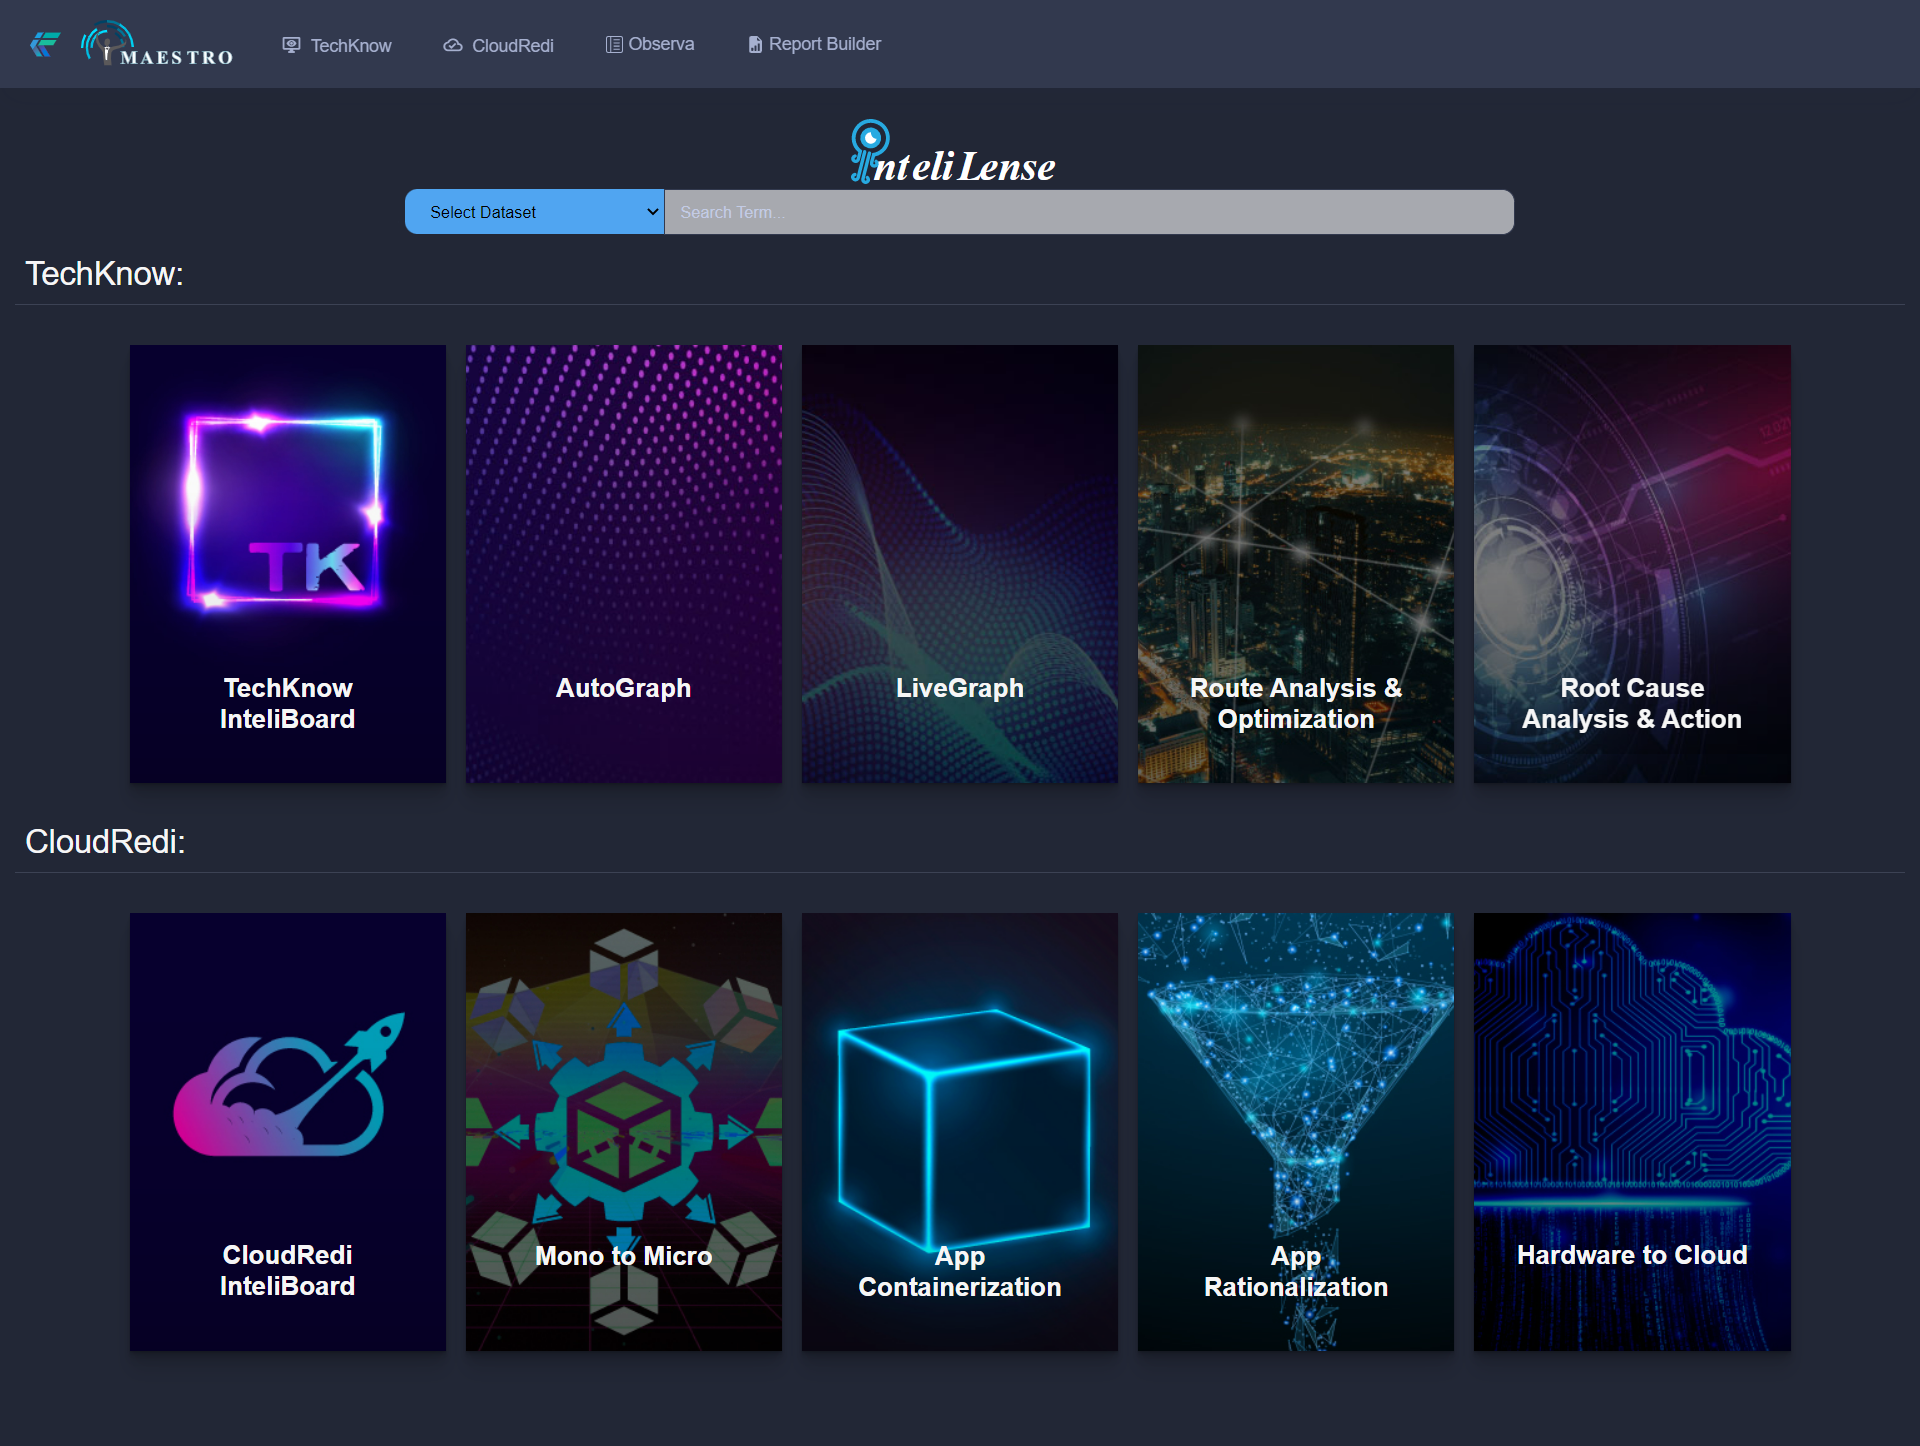 MAESTRO
TechKnow
CloudRedi
Observa
Report Builder
InteliLense
Select Dataset
Search Term...
TechKnow:
TK
TechKnow
InteliBoard
AutoGraph
LiveGraph
Route Analysis &
Optimization
Root Cause
Analysis & Action
CloudRedi:
CloudRedi
InteliBoard
Mono to Micro
App
Containerization
App
Rationalization
Hardware to Cloud